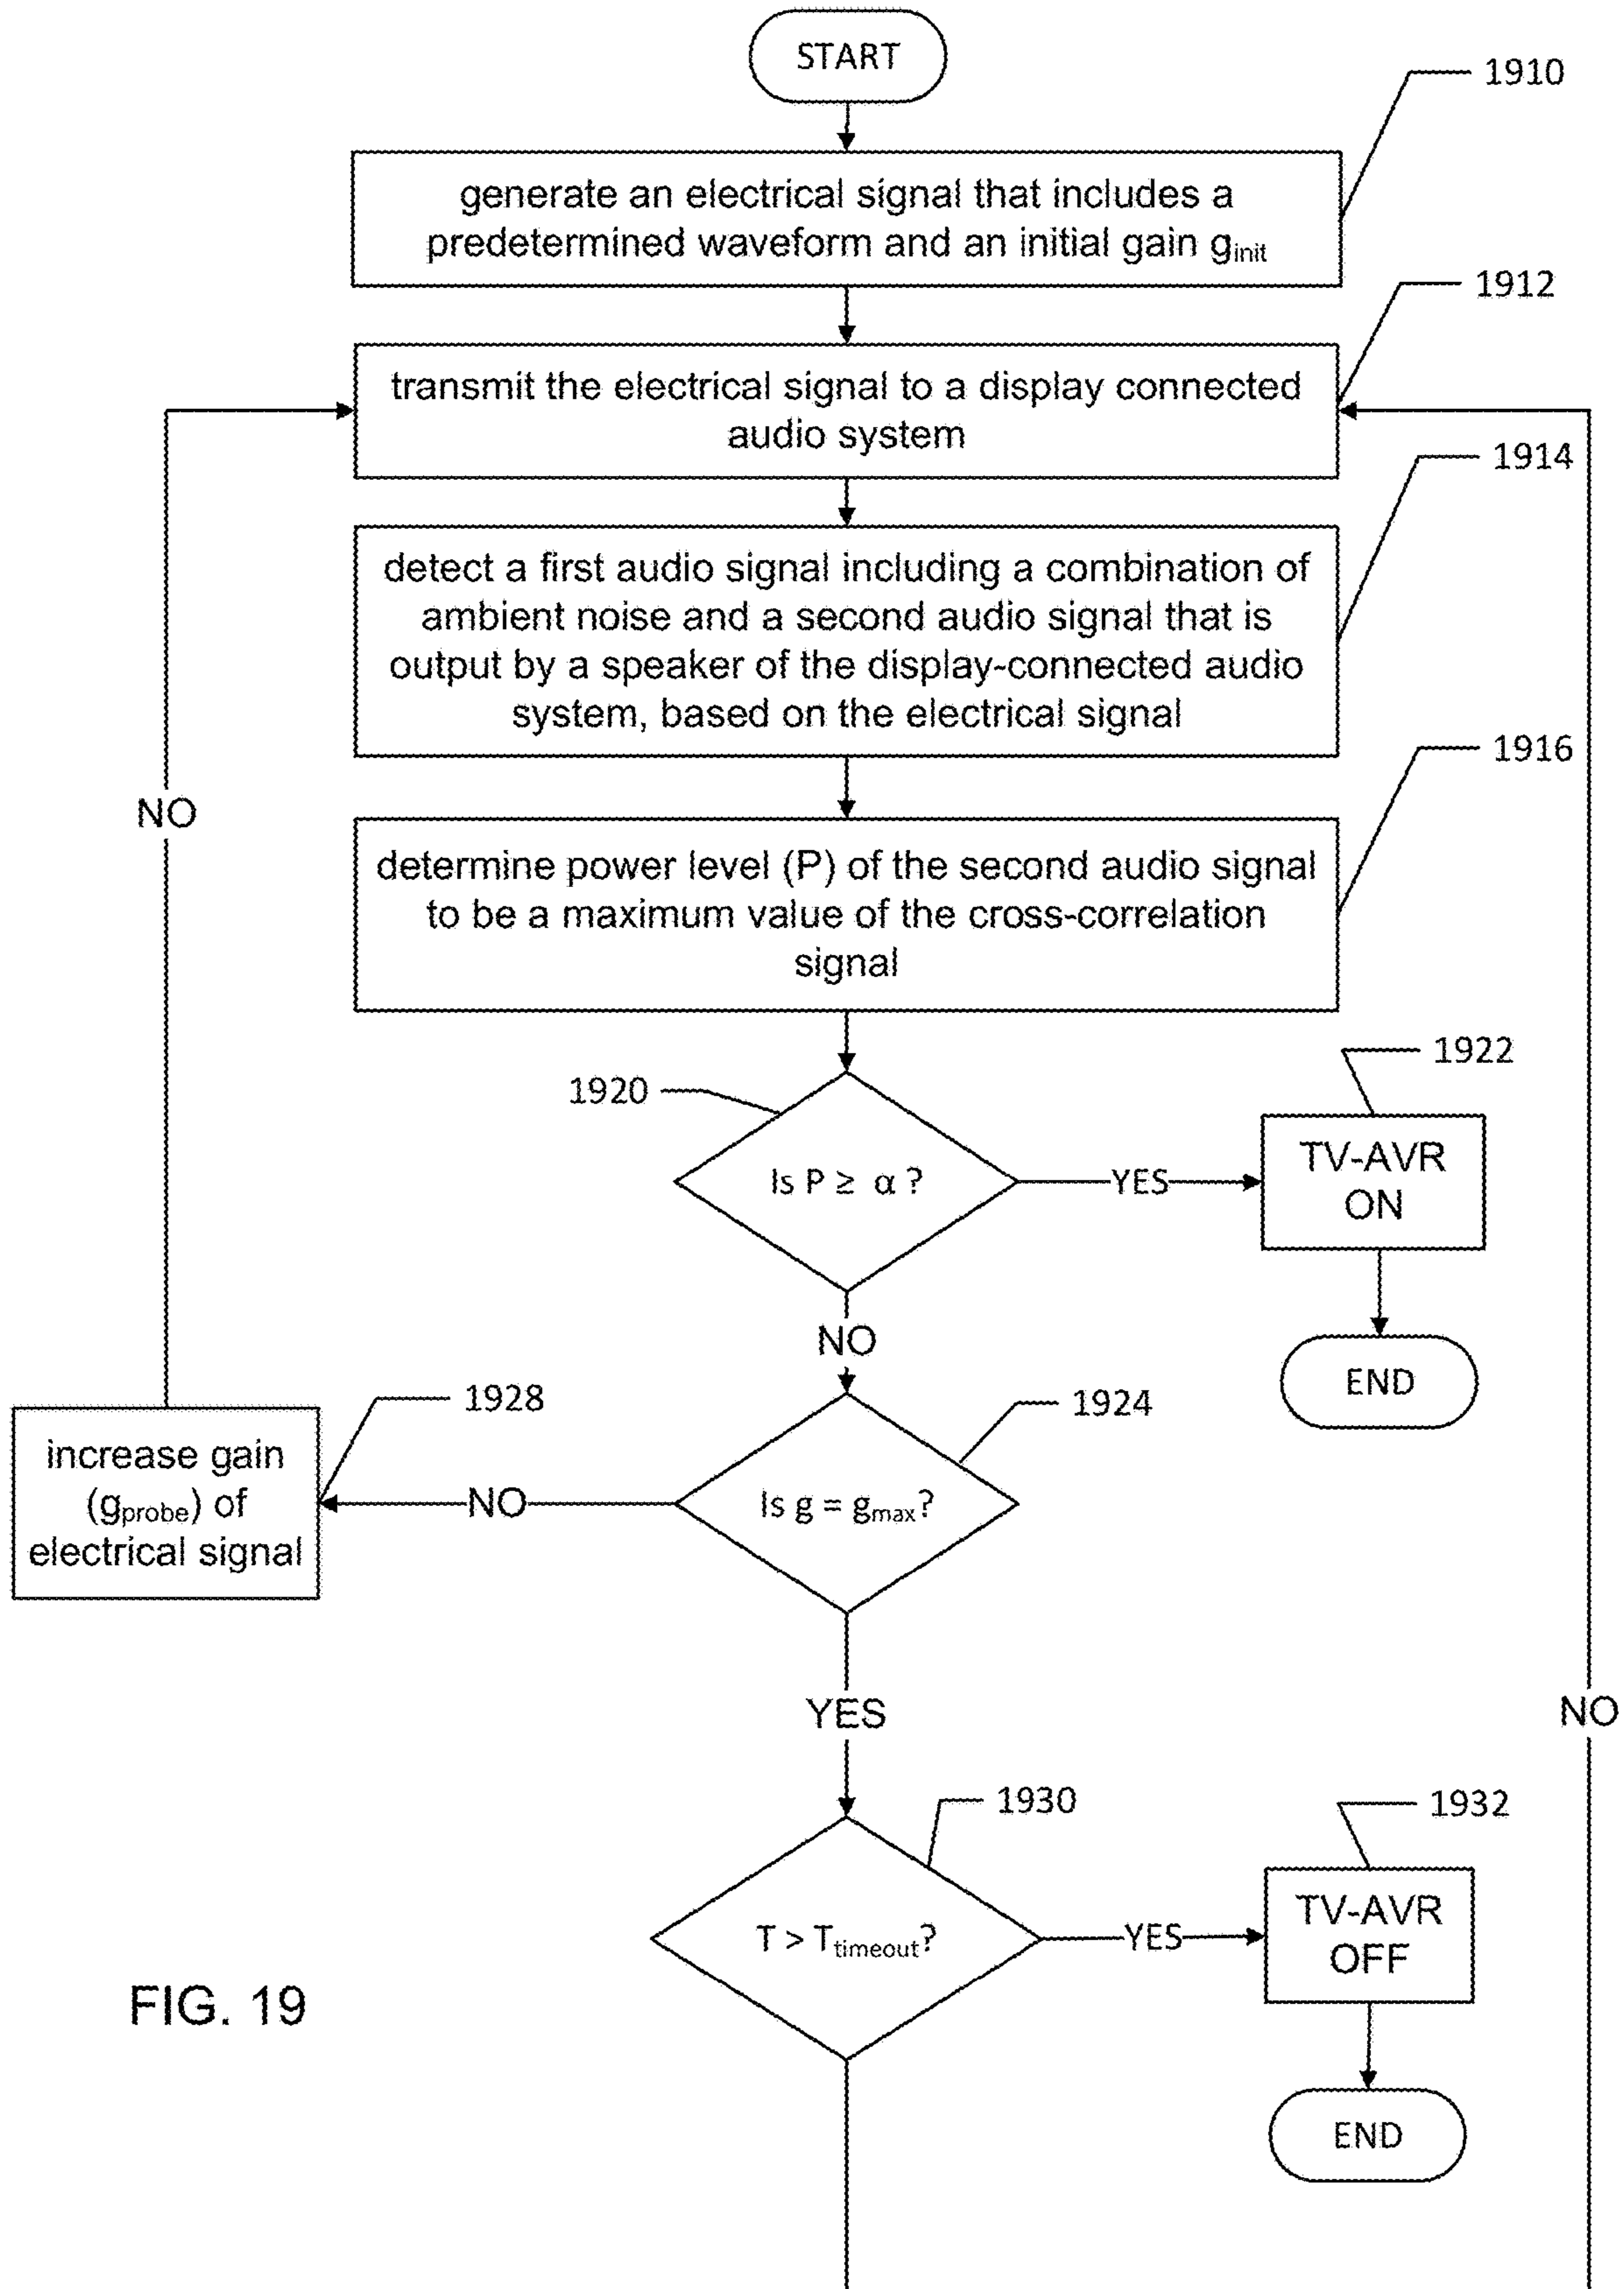 START
1910
generate an electrical signal that includes a
predetermined waveform and an initial gain ginit
1912
transmit the electrical signal to a display connected
audio system
1914
detect a first audio signal including a combination of
ambient noise and a second audio signal that is
output by a speaker of the display-connected audio
system, based on the electrical signal
1916
determine power level (P) of the second audio signal
to be a maximum value of the cross-correlation
signal
NO
1920
Is P ≥ α ?
YES
1922
TV-AVR
ON
END
NO
1924
Is g = gmax?
NO
1928
increase gain
(gprobe) of
electrical signal
YES
NO
1930
T > Ttimeout?
YES
1932
TV-AVR
OFF
END
FIG. 19